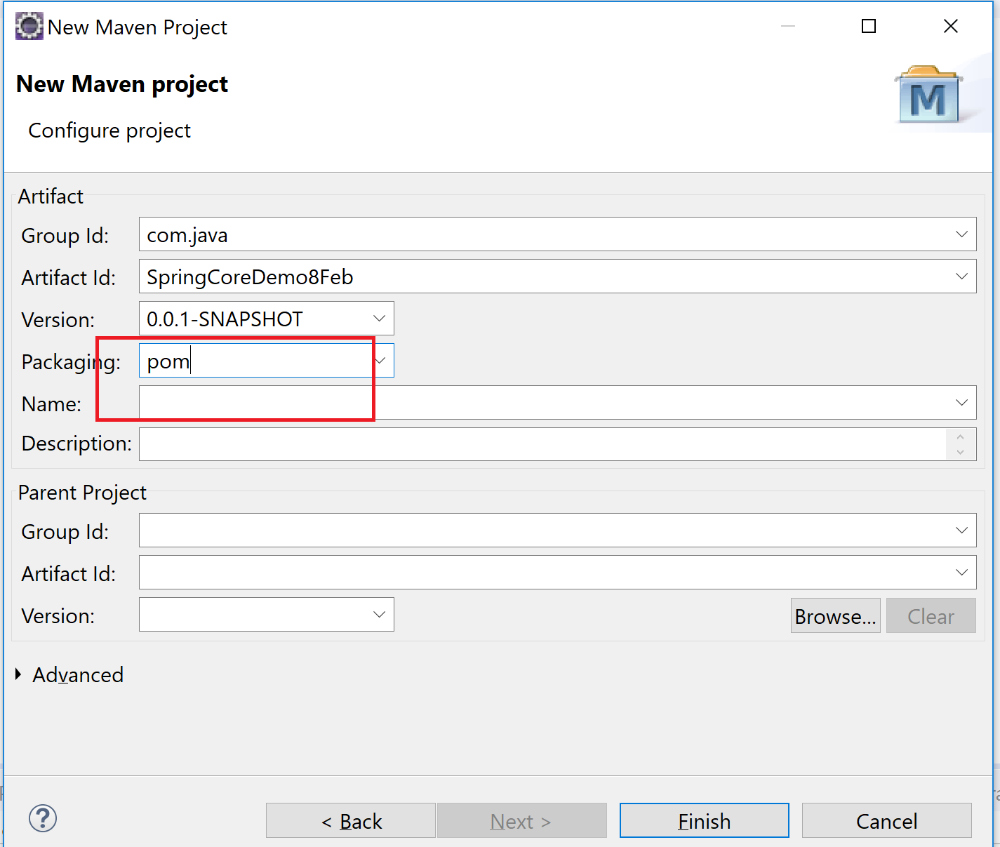 New Maven Project
New Maven project
Configure project
M
Artifact
Group Id: com.java
Artifact Id: SpringCoreDemo8Feb
Version: 0.0.1-SNAPSHOT
Packaging: pom
Name:
Description:
Parent Project
Group Id:
Artifact Id:
Version:
Browse... Clear
Advanced
? < Back Next > Finish Cancel